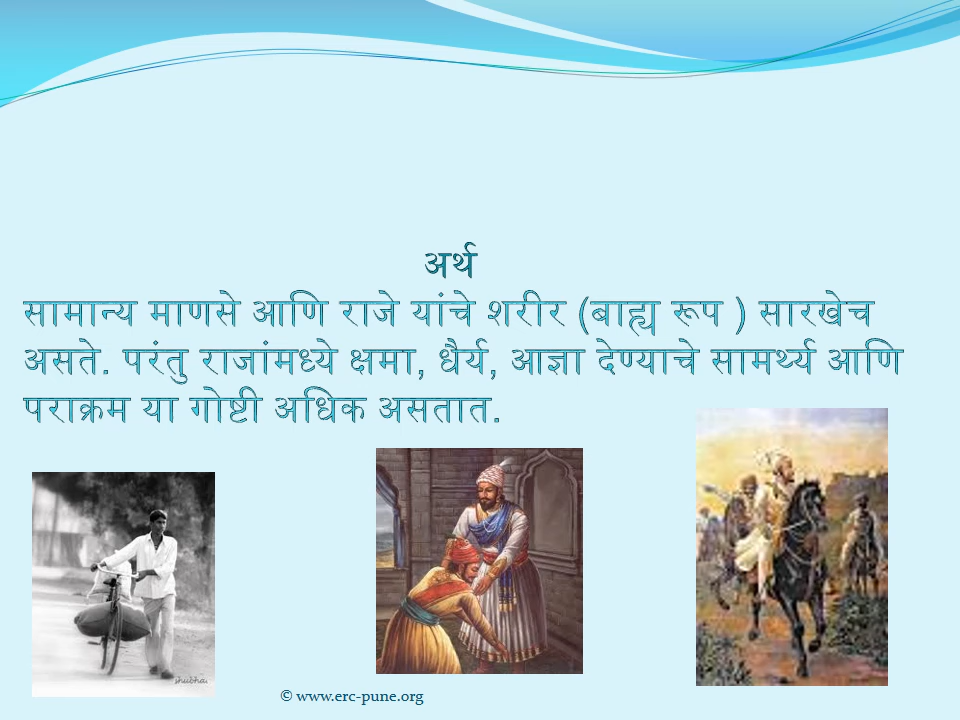 अर्थ
सामान्य माणसे आणि राजे यांचे शरीर (बाह्य रूप ) सारखेच
असते. परंतु राजांमध्ये क्षमा, धैर्य, आज्ञा देण्याचे सामर्थ्य आणि
पराक्रम या गोष्टी अधिक असतात.
shubha.
© www.erc-pune.org